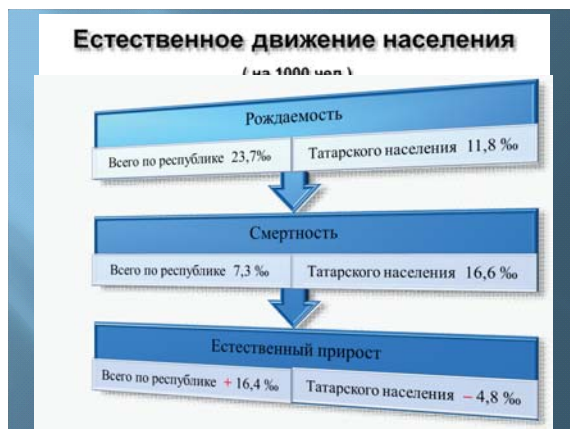 Естественное движение населения
( на 1000 чел )
Рождаемость
Всего по республике 23,7‰ Татарского населения 11,8 ‰
Смертность
Всего по республике 7,3 ‰ Татарского населения 16,6 ‰
Естественный прирост
Всего по республике + 16,4 ‰ Татарского населения – 4,8 ‰